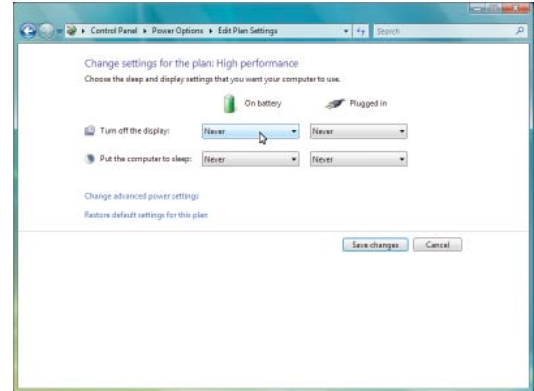 Control Panel ▸ Power Options ▸ Edit Plan Settings Search
Change settings for the plan: High performance
Choose the sleep and display settings that you want your computer to use.
On battery Plugged in
Turn off the display: Never Never
Put the computer to sleep: Never Never
Change advanced power settings
Restore default settings for this plan
Save changes Cancel